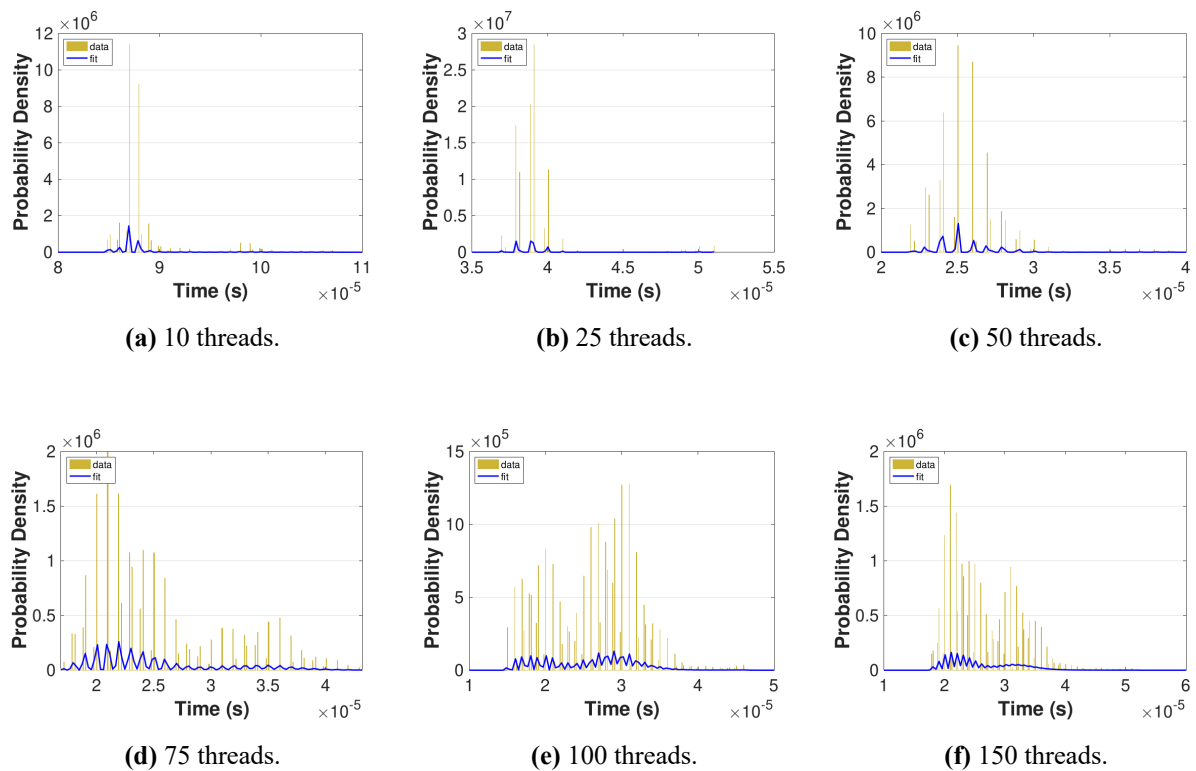 ×10^6
12
10
8
6
4
2
0
Probability Density
data
fit
8 9 10 11
Time (s)
×10^-5
(a) 10 threads.
×10^7
3
2.5
2
1.5
1
0.5
0
Probability Density
data
fit
3.5 4 4.5 5 5.5
Time (s)
×10^-5
(b) 25 threads.
×10^6
10
8
6
4
2
0
Probability Density
data
fit
2 2.5 3 3.5 4
Time (s)
×10^-5
(c) 50 threads.
×10^6
2
1.5
1
0.5
0
Probability Density
data
fit
2 2.5 3 3.5 4
Time (s)
×10^-5
(d) 75 threads.
×10^5
15
10
5
0
Probability Density
data
fit
1 2 3 4 5
Time (s)
×10^-5
(e) 100 threads.
×10^6
2
1.5
1
0.5
0
Probability Density
data
fit
1 2 3 4 5 6
Time (s)
×10^-5
(f) 150 threads.